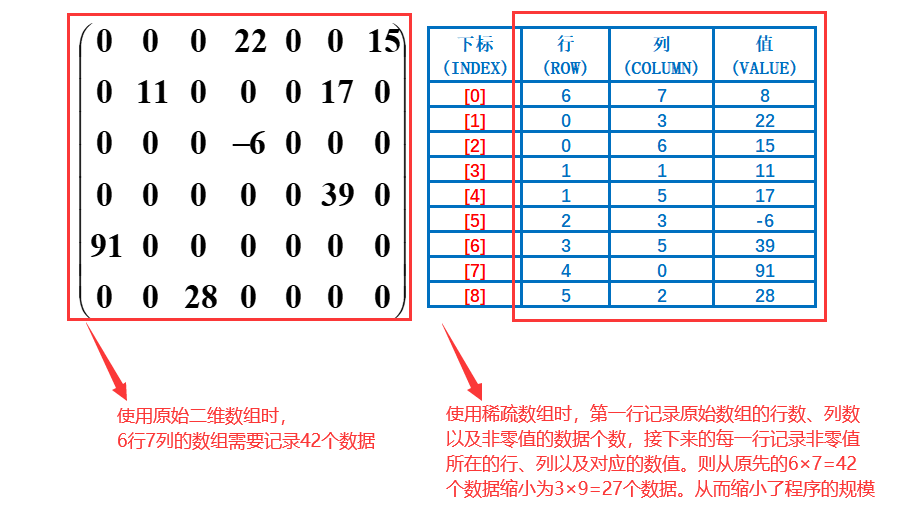 0 0 0 22 0 0 15
0 11 0 0 0 17 0
0 0 0 −6 0 0 0
0 0 0 0 0 39 0
91 0 0 0 0 0 0
0 0 28 0 0 0 0
下标 行 列 值
(INDEX) (ROW) (COLUMN) (VALUE)
[0] 6 7 8
[1] 0 3 22
[2] 0 6 15
[3] 1 1 11
[4] 1 5 17
[5] 2 3 -6
[6] 3 5 39
[7] 4 0 91
[8] 5 2 28
使用原始二维数组时，
6行7列的数组需要记录42个数据
使用稀疏数组时，第一行记录原始数组的行数、列数
以及非零值的数据个数，接下来的每一行记录非零值
所在的行、列以及对应的数值。则从原先的6×7=42
个数据缩小为3×9=27个数据。从而缩小了程序的规模